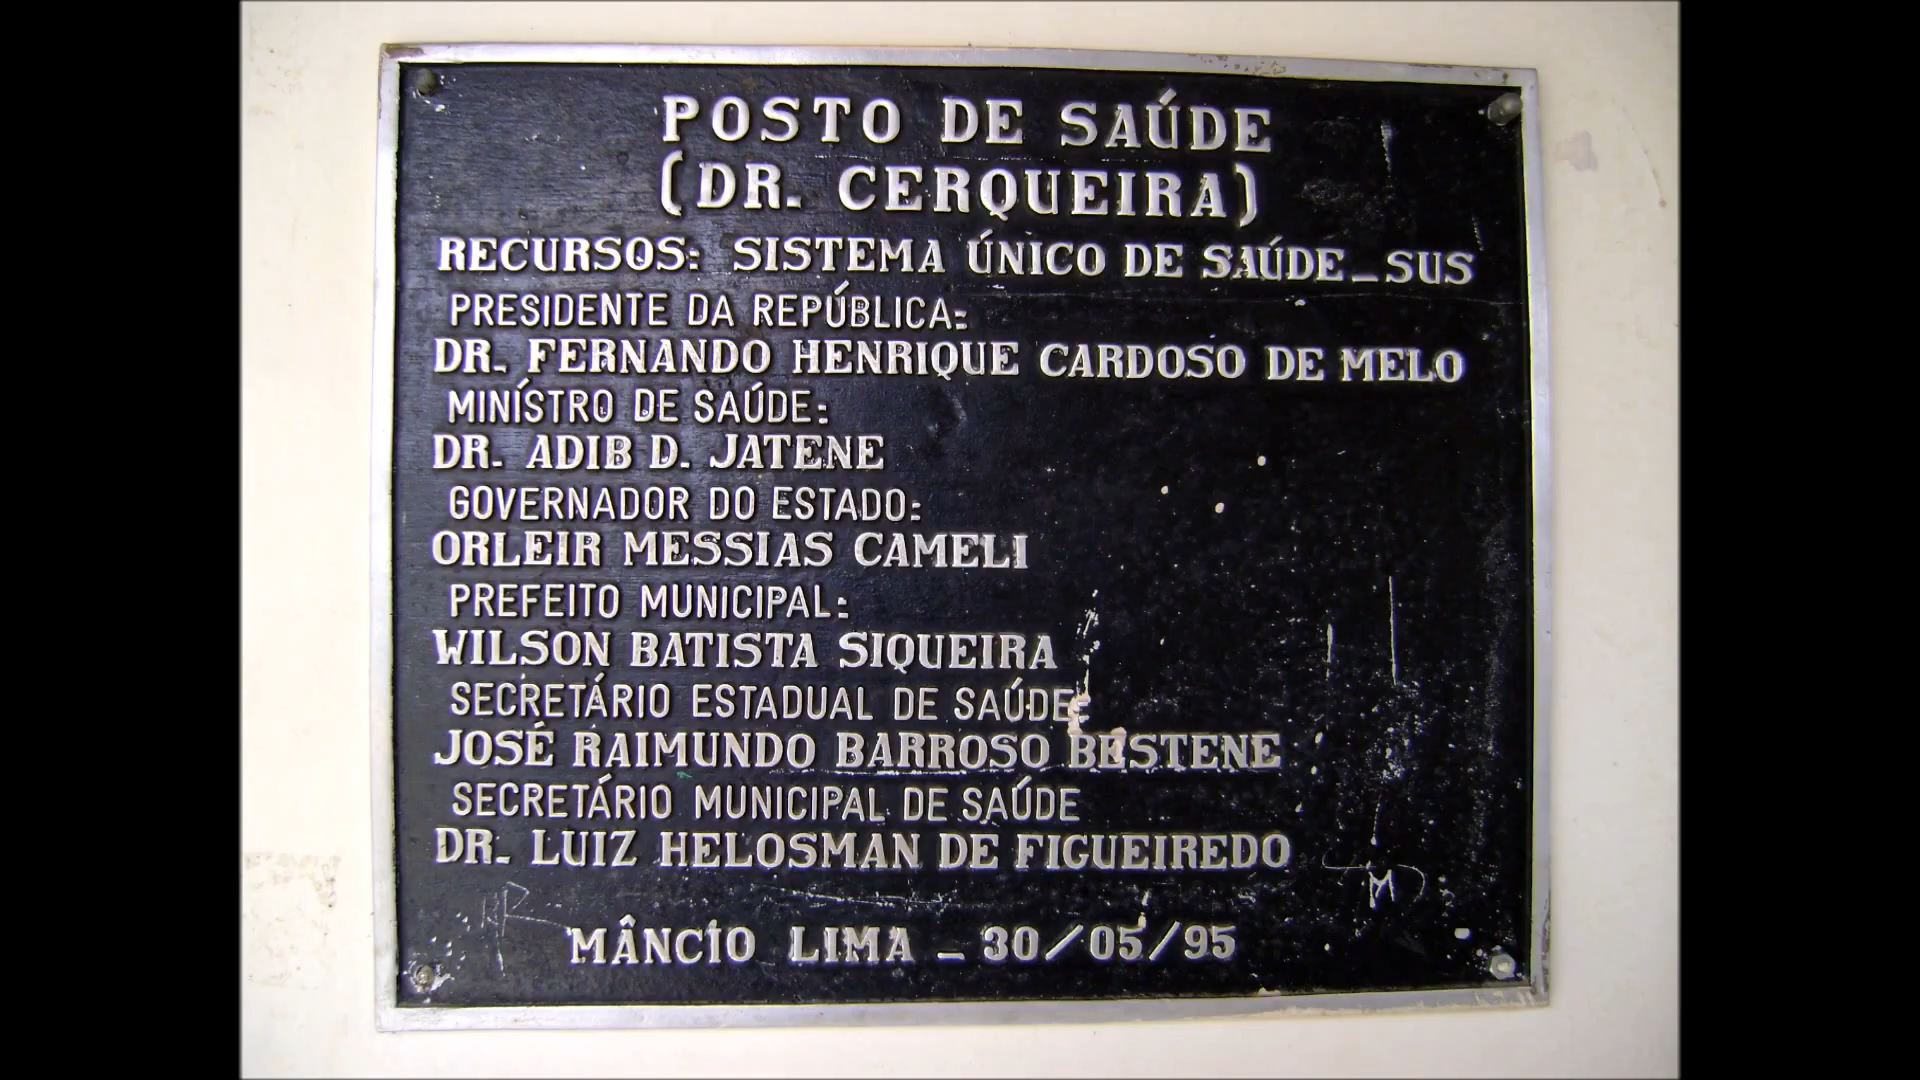 POSTO DE SAÚDE
(DR. CERQUEIRA)
RECURSOS: SISTEMA ÚNICO DE SAÚDE_SUS
PRESIDENTE DA REPÚBLICA:
DR. FERNANDO HENRIQUE CARDOSO DE MELO
MINÍSTRO DE SAÚDE:
DR. ADIB D. JATENE
GOVERNADOR DO ESTADO:
ORLEIR MESSIAS CAMELI
PREFEITO MUNICIPAL:
WILSON BATISTA SIQUEIRA
SECRETÁRIO ESTADUAL DE SAÚDE:
JOSÉ RAIMUNDO BARROSO BESTENE
SECRETÁRIO MUNICIPAL DE SAÚDE
DR. LUIZ HELOSMAN DE FIGUEIREDO
MÂNCIO LIMA _ 30/05/95